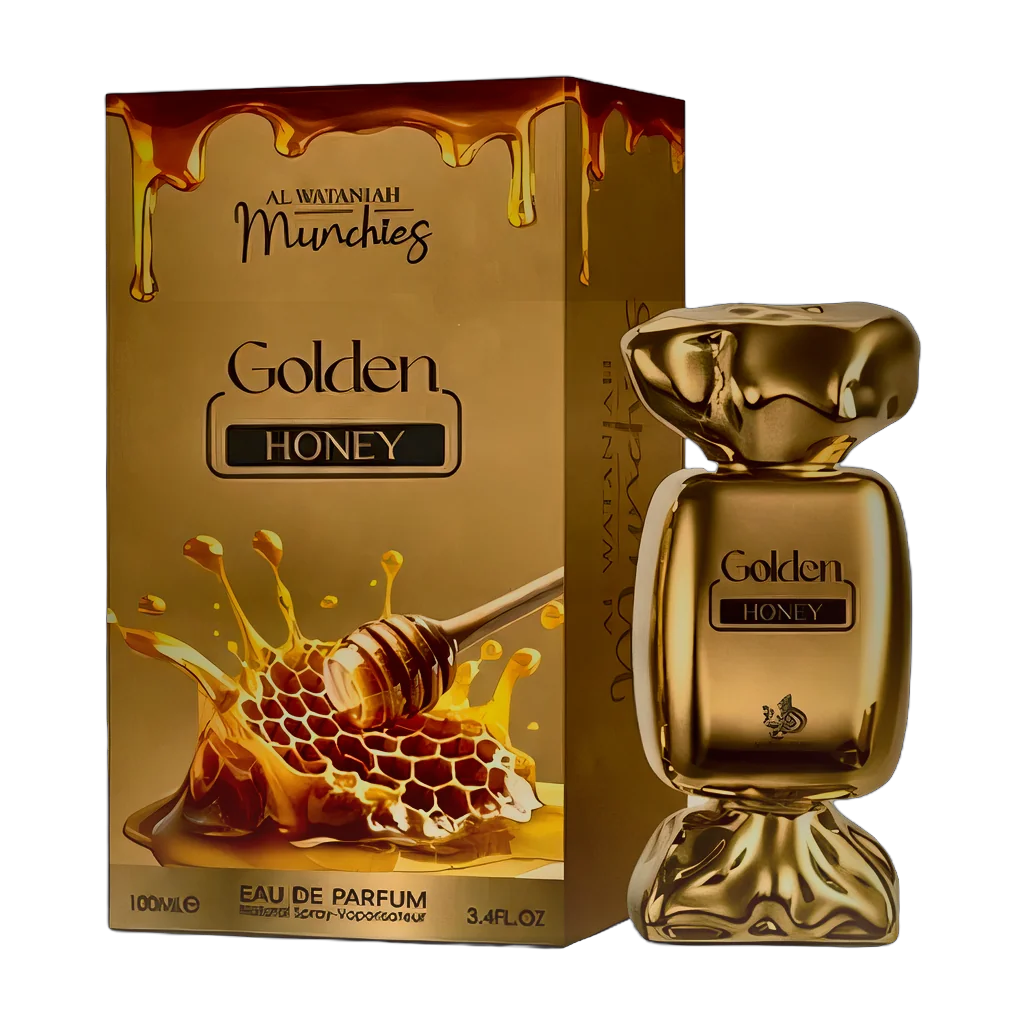 AL WATANIAH
Munchies
Golden
HONEY
100ML℮
EAU DE PARFUM
3.4FL.OZ
AL WATANIAH
Munchies
Golden
HONEY